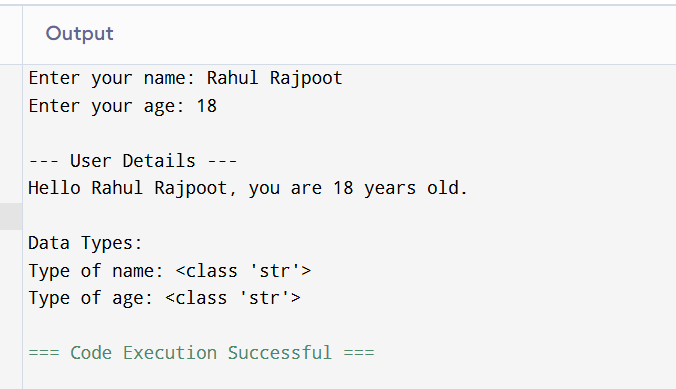 Output
Enter your name: Rahul Rajpoot
Enter your age: 18
--- User Details ---
Hello Rahul Rajpoot, you are 18 years old.
Data Types:
Type of name: <class 'str'>
Type of age: <class 'str'>
=== Code Execution Successful ===